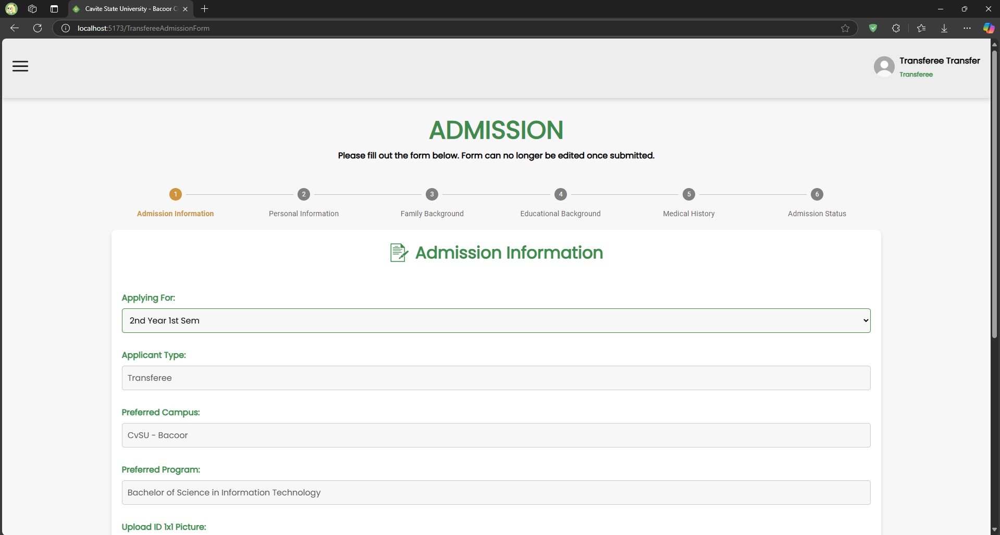 Cavite State University - Bacoor C
localhost:5173/TransfereeAdmissionForm
Transferee Transfer
Transferee
ADMISSION
Please fill out the form below. Form can no longer be edited once submitted.
1
2
3
4
5
6
Admission Information
Personal Information
Family Background
Educational Background
Medical History
Admission Status
Admission Information
Applying For:
2nd Year 1st Sem
Applicant Type:
Transferee
Preferred Campus:
CvSU - Bacoor
Preferred Program:
Bachelor of Science in Information Technology
Upload ID 1x1 Picture: